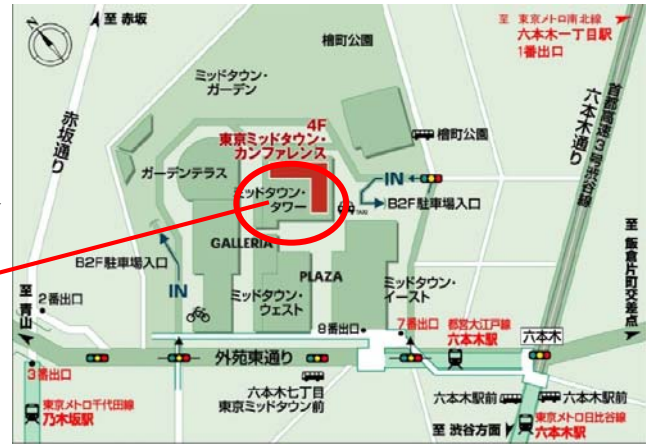 至 赤坂
至 東京メトロ南北線
六本木一丁目駅
1番出口
N
檜町公園
ミッドタウン・
ガーデン
赤坂通り
首都高速3号渋谷線
六本木通り
4F
東京ミッドタウン・
カンファレンス
檜町公園
ガーデンテラス
ミッドタウン・
タワー
IN
B2F駐車場入口
TAXI
GALLERIA
B2F駐車場入口
PLAZA
至 飯倉片町交差点
IN
ミッドタウン・
ウェスト
ミッドタウン・
イースト
至 青山
2番出口
8番出口
7番出口
都営大江戸線
六本木駅
六本木
外苑東通り
3番出口
六本木七丁目
東京ミッドタウン前
六本木駅前
六本木駅前
東京メトロ千代田線
乃木坂駅
至 渋谷方面
東京メトロ日比谷線
六本木駅